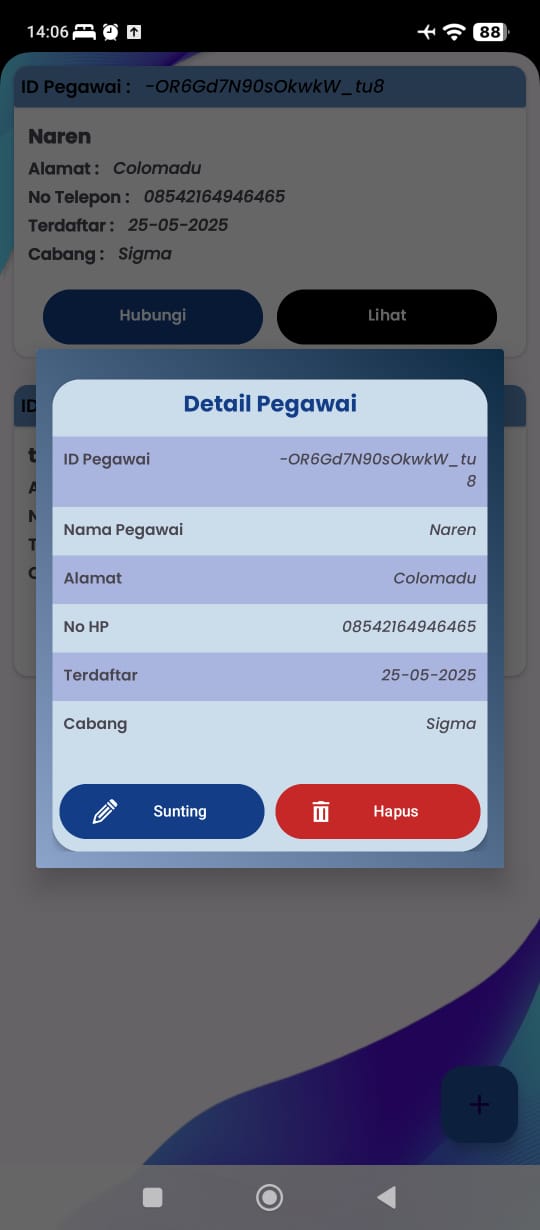 14:06
88
ID Pegawai : -OR6Gd7N90sOkwkW_tu8
Naren
Alamat : Colomadu
No Telepon : 08542164946465
Terdaftar : 25-05-2025
Cabang : Sigma
Hubungi Lihat
ID
t
A
N
T
C
Detail Pegawai
ID Pegawai -OR6Gd7N90sOkwkW_tu
8
Nama Pegawai Naren
Alamat Colomadu
No HP 08542164946465
Terdaftar 25-05-2025
Cabang Sigma
Sunting Hapus
+